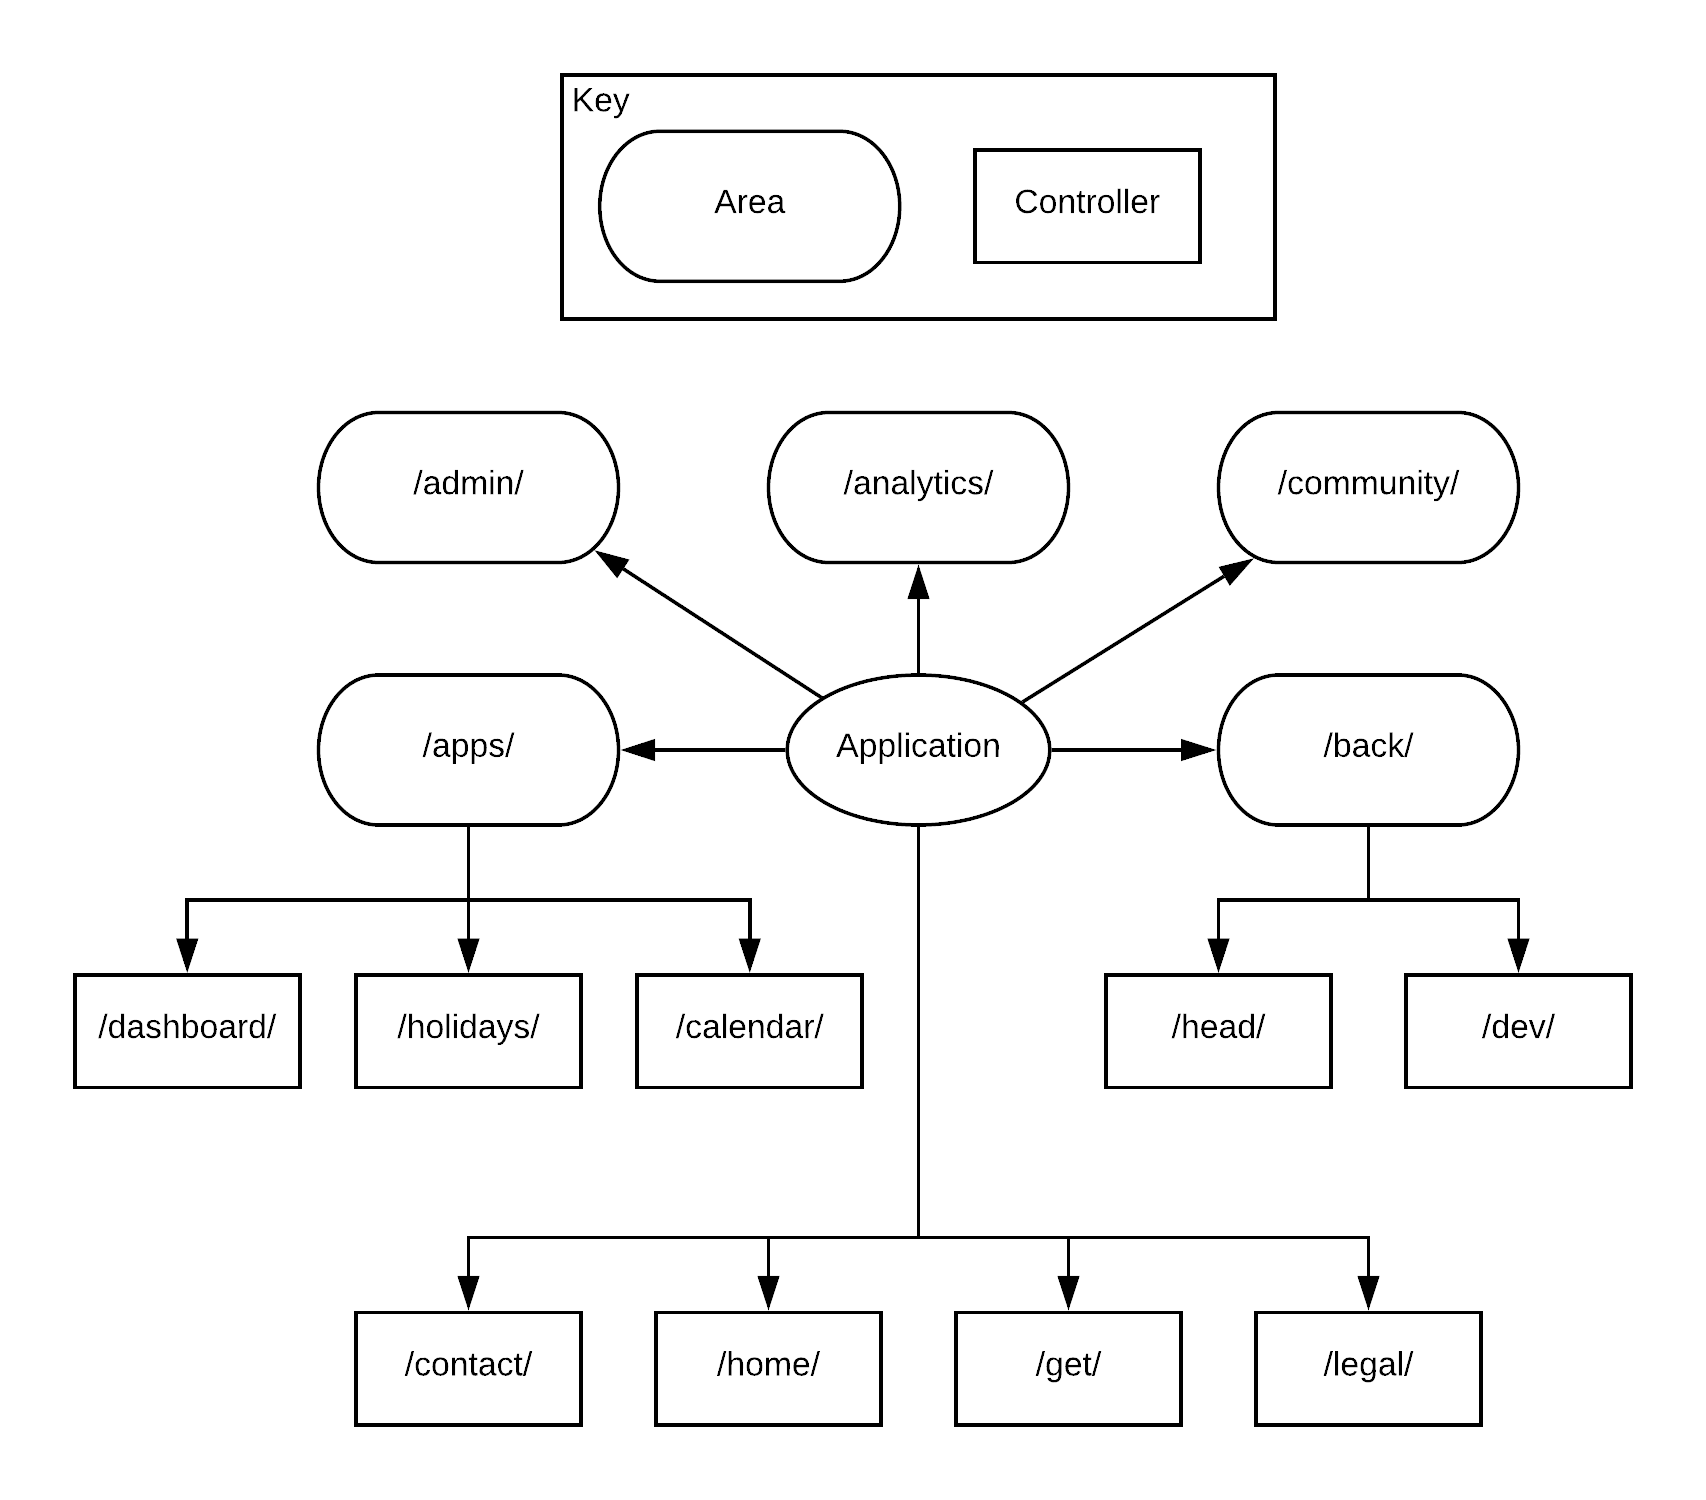 Key
Area
Controller
/admin/
/analytics/
/community/
/apps/
Application
/back/
/dashboard/
/holidays/
/calendar/
/head/
/dev/
/contact/
/home/
/get/
/legal/